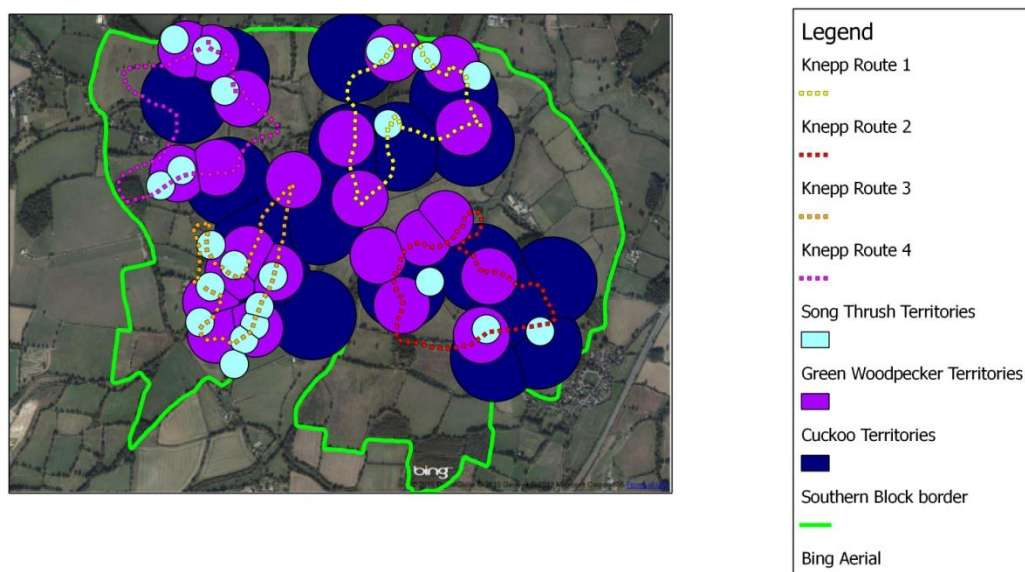 Legend
Knepp Route 1
Knepp Route 2
Knepp Route 3
Knepp Route 4
Song Thrush Territories
Green Woodpecker Territories
Cuckoo Territories
Southern Block border
Bing Aerial
bing